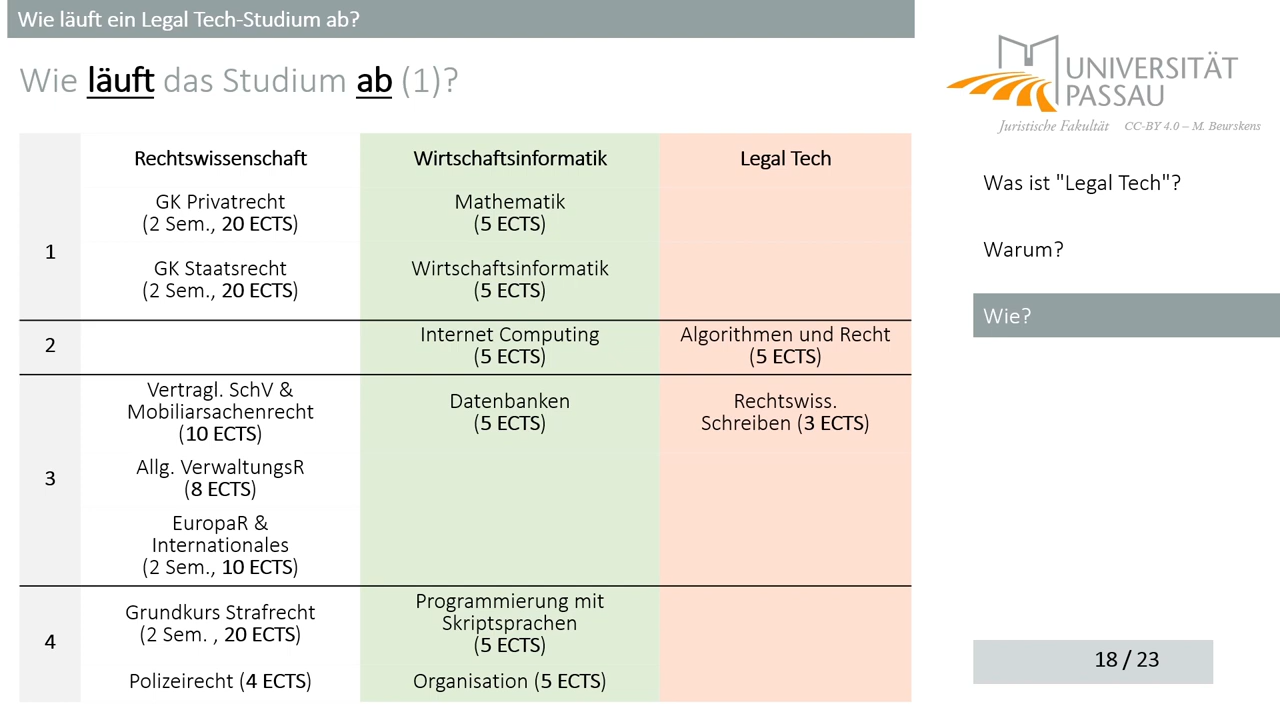 Wie läuft ein Legal Tech-Studium ab?
Wie läuft das Studium ab (1)?
UNIVERSITÄT
PASSAU
Juristische Fakultät CC-BY 4.0 – M. Beurskens
Rechtswissenschaft
Wirtschaftsinformatik
Legal Tech
1
GK Privatrecht
(2 Sem., 20 ECTS)
Mathematik
(5 ECTS)
GK Staatsrecht
(2 Sem., 20 ECTS)
Wirtschaftsinformatik
(5 ECTS)
2
Internet Computing
(5 ECTS)
Algorithmen und Recht
(5 ECTS)
3
Vertragl. SchV &
Mobiliarsachenrecht
(10 ECTS)
Datenbanken
(5 ECTS)
Rechtswiss.
Schreiben (3 ECTS)
Allg. VerwaltungsR
(8 ECTS)
EuropaR &
Internationales
(2 Sem., 10 ECTS)
4
Grundkurs Strafrecht
(2 Sem. , 20 ECTS)
Programmierung mit
Skriptsprachen
(5 ECTS)
Polizeirecht (4 ECTS)
Organisation (5 ECTS)
Was ist "Legal Tech"?
Warum?
Wie?
18 / 23